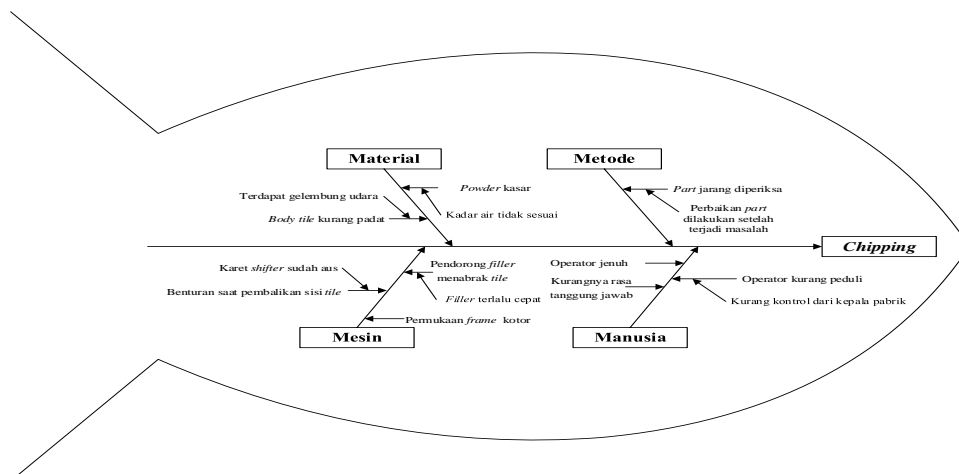 Material
Metode
Powder kasar
Terdapat gelembung udara
Kadar air tidak sesuai
Body tile kurang padat
Part jarang diperiksa
Perbaikan part
dilakukan setelah
terjadi masalah
Chipping
Karet shifter sudah aus
Benturan saat pembalikan sisi tile
Pendorong filler
menabrak tile
Filler terlalu cepat
Permukaan frame kotor
Operator jenuh
Kurangnya rasa
tanggung jawab
Operator kurang peduli
Kurang kontrol dari kepala pabrik
Mesin
Manusia